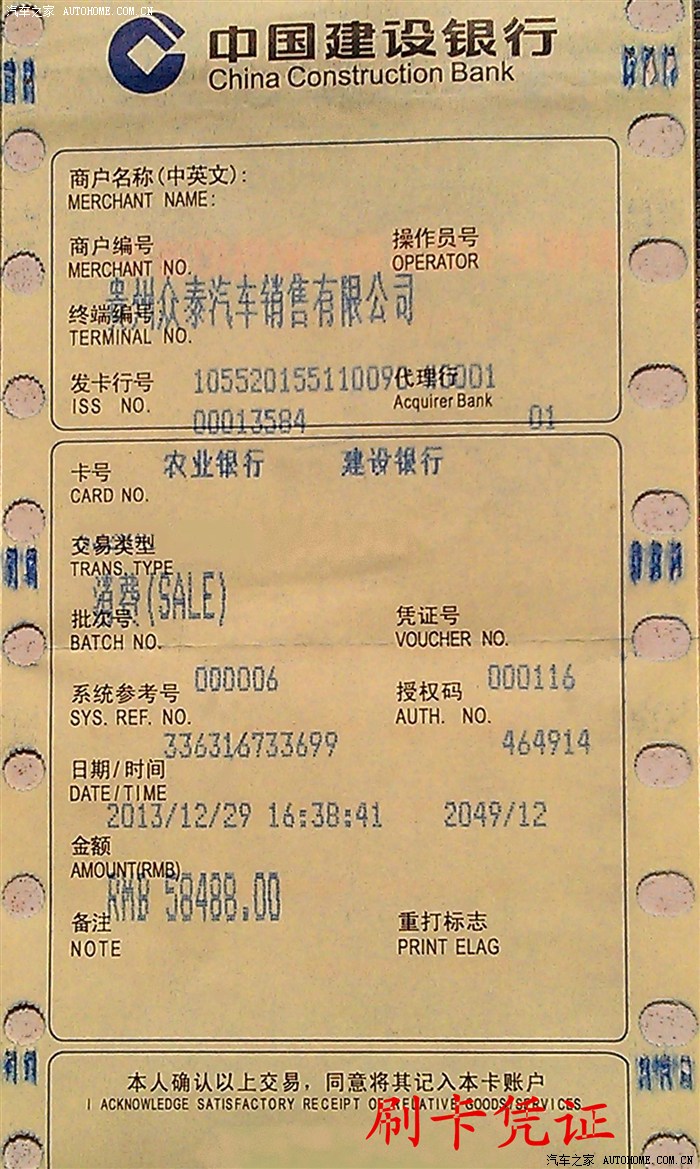 汽车之家 AUTOHOME.COM.CN
中国建设银行
China Construction Bank
商户名称(中英文):
MERCHANT NAME:
商户编号
MERCHANT NO.
操作员号
OPERATOR
贵州众泰汽车销售有限公司
终端编号
TERMINAL NO.
发卡行号
ISS NO.
代理行
Acquirer Bank
00013584 01
农业银行 建设银行
卡号
CARD NO.
交易类型
TRANS TYPE
消费(SALE)
批次号
BATCH NO.
凭证号
VOUCHER NO.
000006 000116
系统参考号
SYS. REF. NO.
授权码
AUTH. NO.
336316733699 464914
日期/时间
DATE/TIME
2013/12/29 16:38:41 2049/12
金额
AMOUNT(RMB)
RMB 58488.00
备注
NOTE
重打标志
PRINT ELAG
本人确认以上交易，同意将其记入本卡账户
I ACKNOWLEDGE SATISFACTORY RECEIPT OF RELATIVE GOODS/SERVICES
刷卡凭证
汽车之家 AUTOHOME.COM.CN